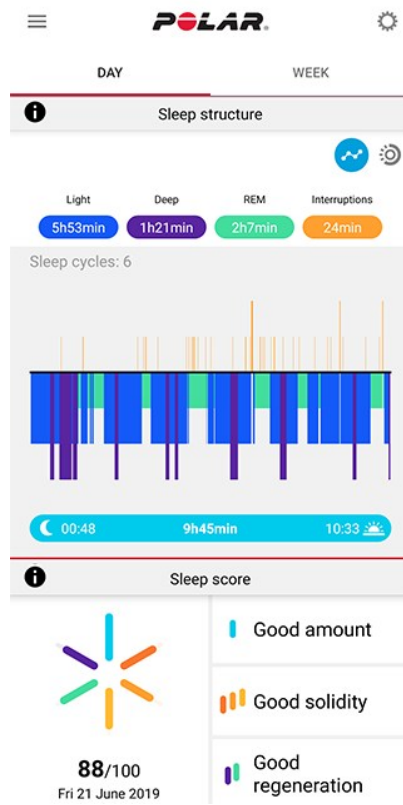 POLAR.
DAY WEEK
Sleep structure
Light Deep REM Interruptions
5h53min 1h21min 2h7min 24min
Sleep cycles: 6
00:48 9h45min 10:33
Sleep score
Good amount
Good solidity
88/100
Fri 21 June 2019
Good
regeneration